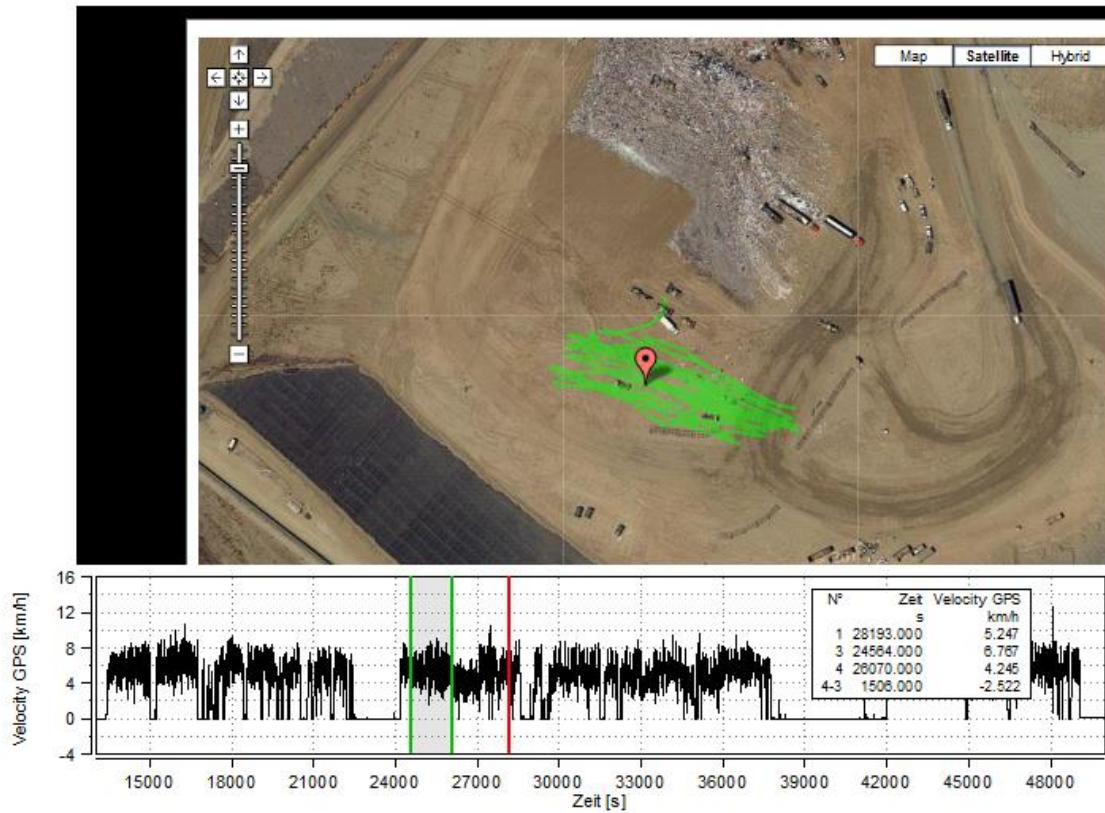 Map Satellite Hybrid
16
12
8
4
0
-4
Velocity GPS [km/h]
N° Zeit Velocity GPS
s km/h
1 28193.000 5.247
3 24564.000 6.767
4 26070.000 4.245
4-3 1506.000 -2.522
15000 18000 21000 24000 27000 30000 33000 36000 39000 42000 45000 48000
Zeit [s]